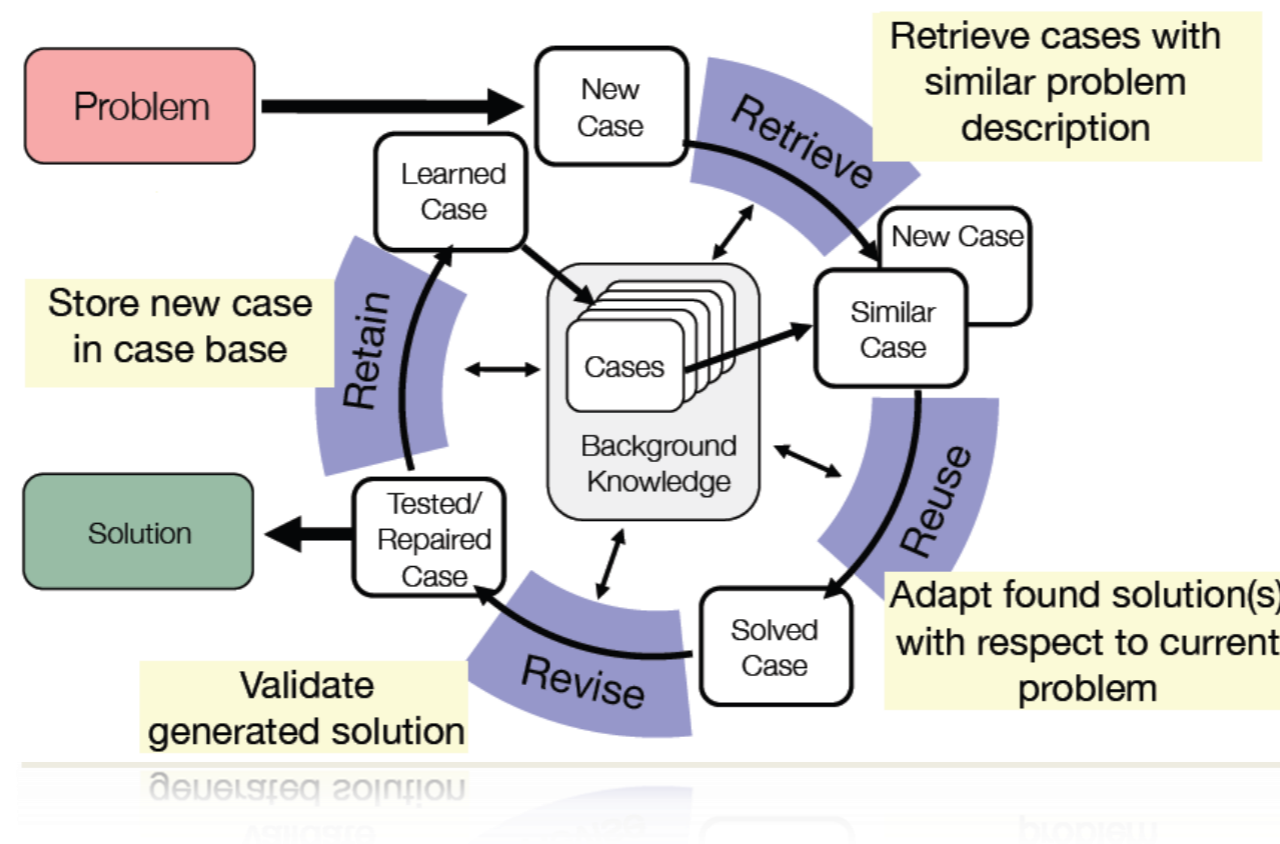 Problem
New
Case
Retrieve
Retrieve cases with
similar problem
description
Learned
Case
New Case
Similar
Case
Store new case
in case base
Retain
Cases
Background
Knowledge
Reuse
Tested/
Repaired
Case
Solution
Adapt found solution(s)
with respect to current
problem
Solved
Case
Revise
Validate
generated solution